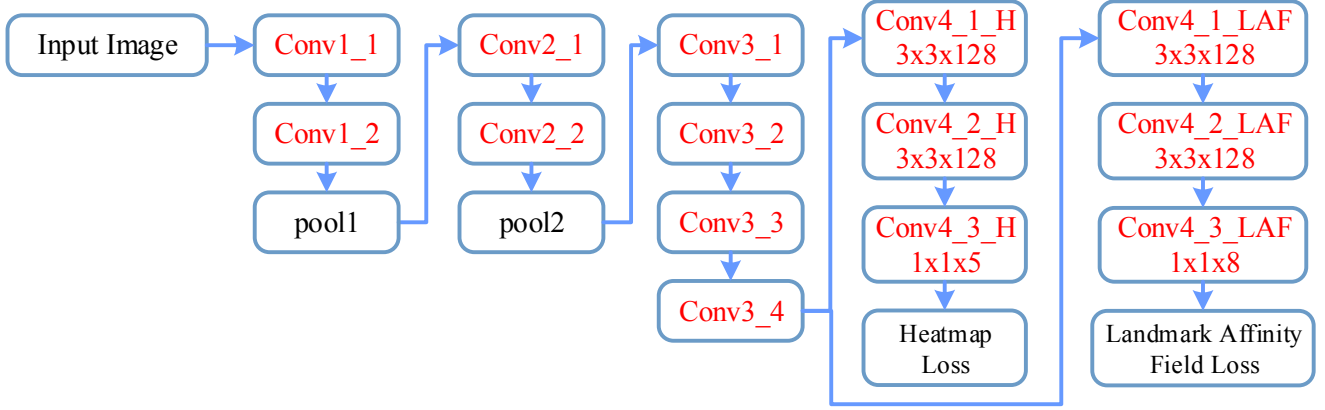 Input Image
Conv1_1
Conv1_2
pool1
Conv2_1
Conv2_2
pool2
Conv3_1
Conv3_2
Conv3_3
Conv3_4
Conv4_1_H
3x3x128
Conv4_2_H
3x3x128
Conv4_3_H
1x1x5
Heatmap
Loss
Conv4_1_LAF
3x3x128
Conv4_2_LAF
3x3x128
Conv4_3_LAF
1x1x8
Landmark Affinity
Field Loss